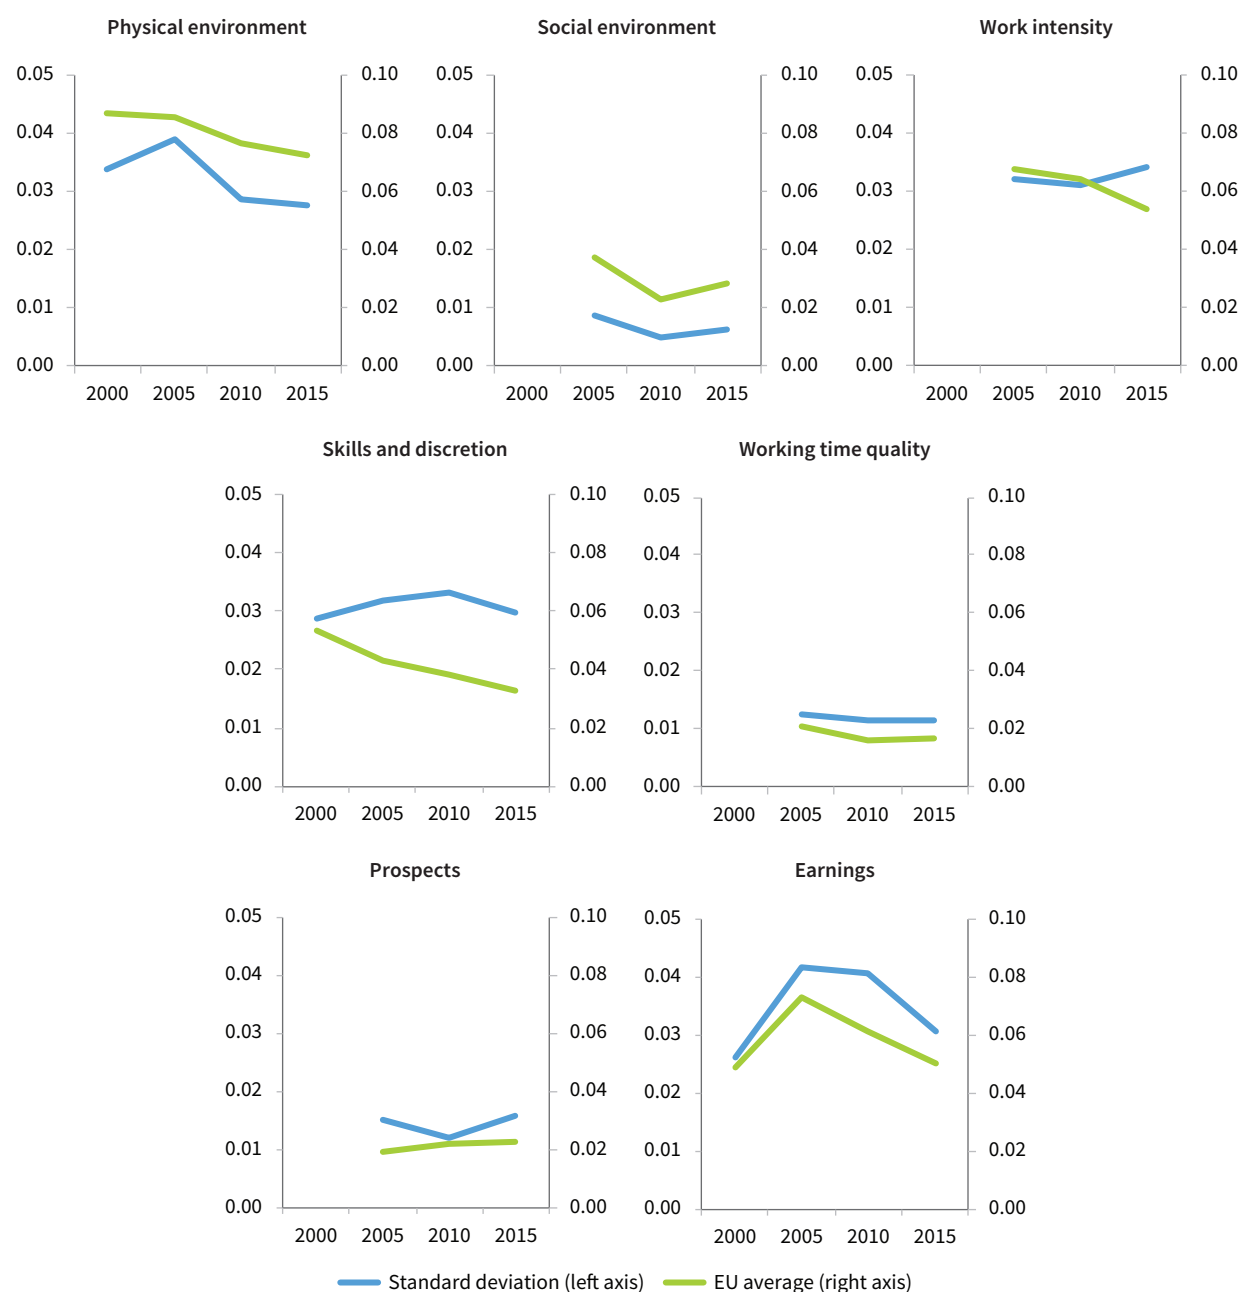 Physical environment Social environment Work intensity
0.05 0.10 0.05 0.10 0.05 0.10
0.04 0.08 0.04 0.08 0.04 0.08
0.03 0.06 0.03 0.06 0.03 0.06
0.02 0.04 0.02 0.04 0.02 0.04
0.01 0.02 0.01 0.02 0.01 0.02
0.00 0.00 0.00 0.00 0.00 0.00
2000 2005 2010 2015 2000 2005 2010 2015 2000 2005 2010 2015
Skills and discretion Working time quality
0.05 0.10 0.05 0.10
0.04 0.08 0.04 0.08
0.03 0.06 0.03 0.06
0.02 0.04 0.02 0.04
0.01 0.02 0.01 0.02
0.00 0.00 0.00 0.00
2000 2005 2010 2015 2000 2005 2010 2015
Prospects Earnings
0.05 0.10 0.05 0.10
0.04 0.08 0.04 0.08
0.03 0.06 0.03 0.06
0.02 0.04 0.02 0.04
0.01 0.02 0.01 0.02
0.00 0.00 0.00 0.00
2000 2005 2010 2015 2000 2005 2010 2015
Standard deviation (left axis) EU average (right axis)